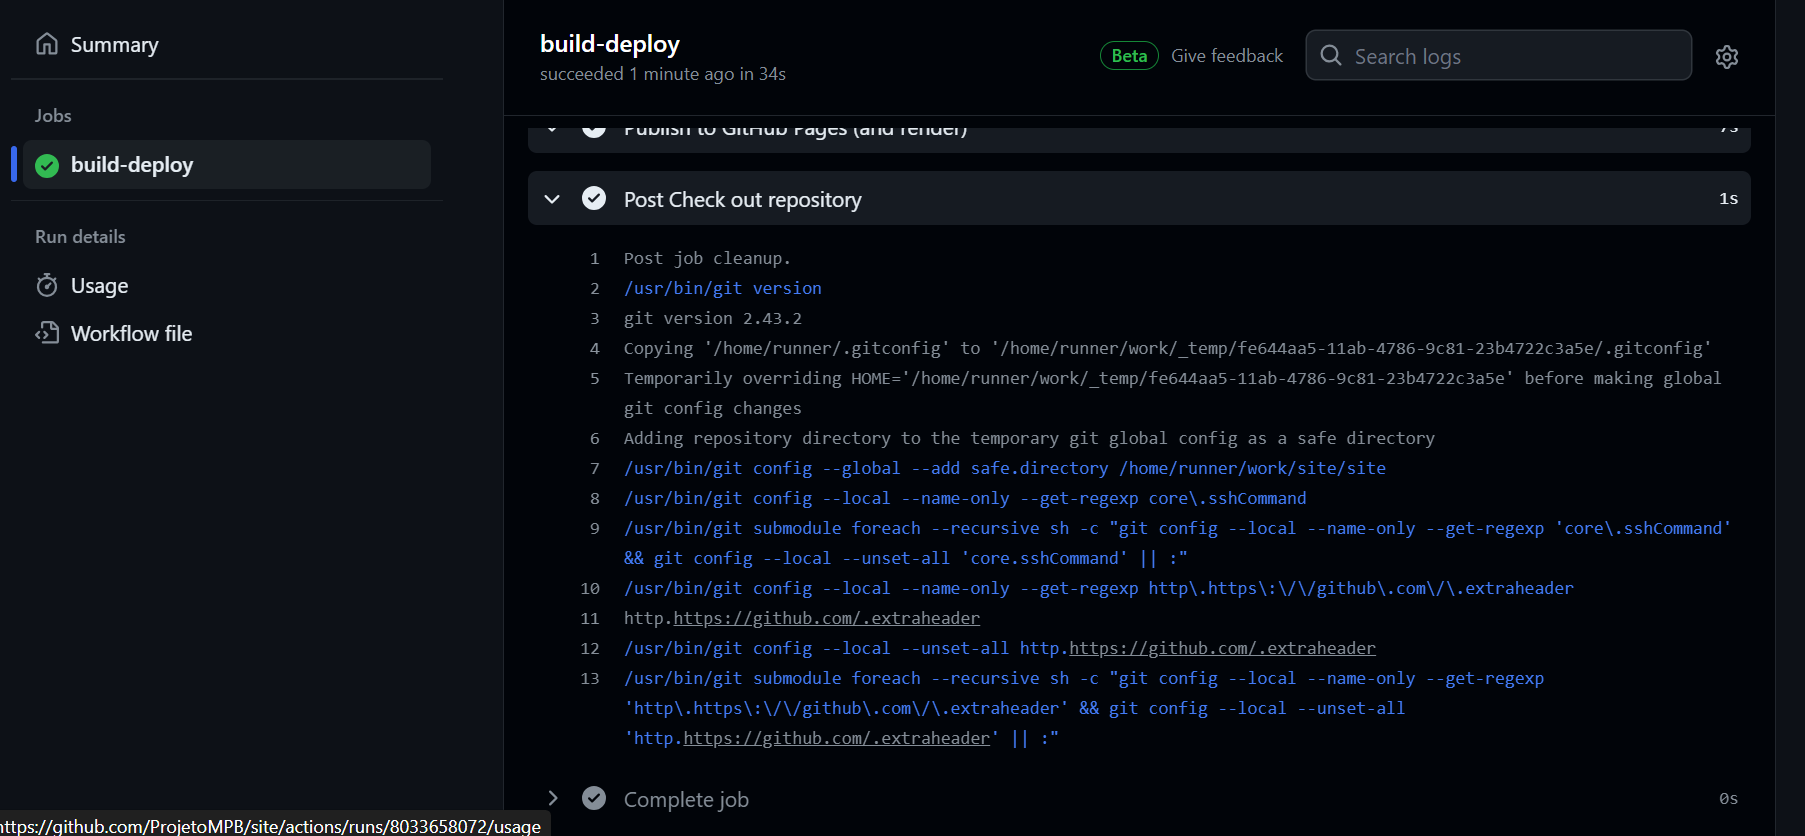 Summary
Jobs
build-deploy
Run details
Usage
Workflow file
build-deploy
succeeded 1 minute ago in 34s
Beta
Give feedback
Search logs
Publish to GitHub Pages (and render)
7s
Post Check out repository
1s
1 Post job cleanup.
2 /usr/bin/git version
3 git version 2.43.2
4 Copying '/home/runner/.gitconfig' to '/home/runner/work/_temp/fe644aa5-11ab-4786-9c81-23b4722c3a5e/.gitconfig'
5 Temporarily overriding HOME='/home/runner/work/_temp/fe644aa5-11ab-4786-9c81-23b4722c3a5e' before making global
git config changes
6 Adding repository directory to the temporary git global config as a safe directory
7 /usr/bin/git config --global --add safe.directory /home/runner/work/site/site
8 /usr/bin/git config --local --name-only --get-regexp core\.sshCommand
9 /usr/bin/git submodule foreach --recursive sh -c "git config --local --name-only --get-regexp 'core\.sshCommand'
&& git config --local --unset-all 'core.sshCommand' || :"
10 /usr/bin/git config --local --name-only --get-regexp http\.https\:\/\/github\.com\/\.extraheader
11 http.https://github.com/.extraheader
12 /usr/bin/git config --local --unset-all http.https://github.com/.extraheader
13 /usr/bin/git submodule foreach --recursive sh -c "git config --local --name-only --get-regexp
'http\.https\:\/\/github\.com\/\.extraheader' && git config --local --unset-all
'http.https://github.com/.extraheader' || :"
Complete job
0s
https://github.com/ProjetoMPB/site/actions/runs/8033658072/usage